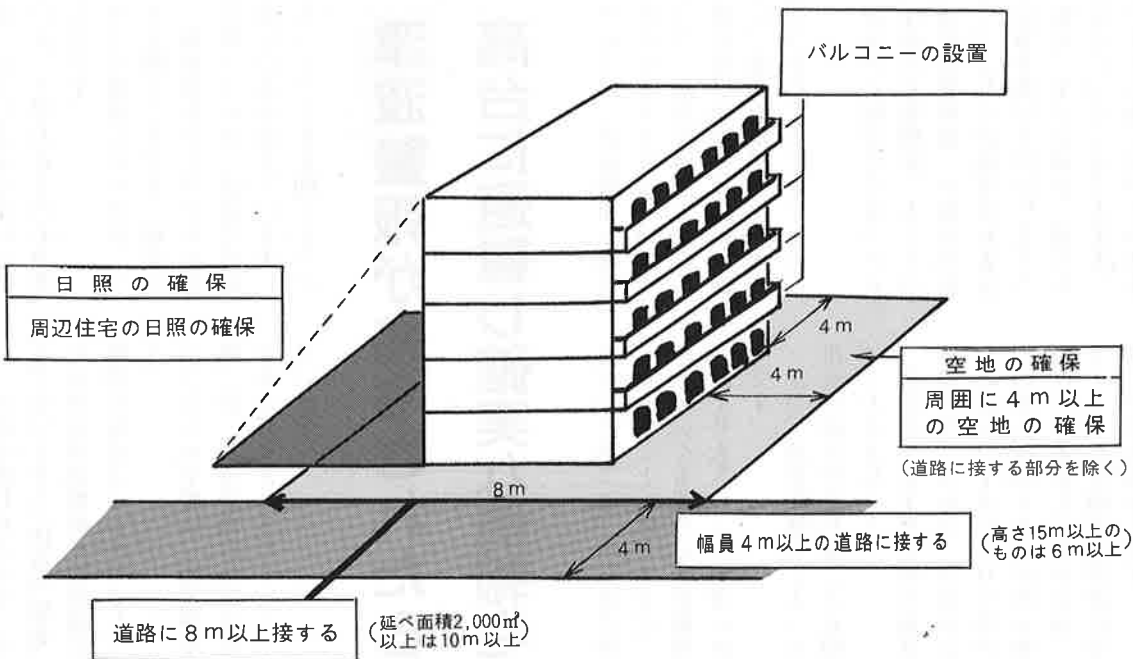 バルコニーの設置
日照の確保
周辺住宅の日照の確保
4m
4m
空地の確保
周囲に4m以上
の空地の確保
(道路に接する部分を除く)
8m
4m
幅員4m以上の道路に接する
(高さ15m以上の
ものは6m以上)
道路に8m以上接する
(延べ面積2,000㎡
以上は10m以上)